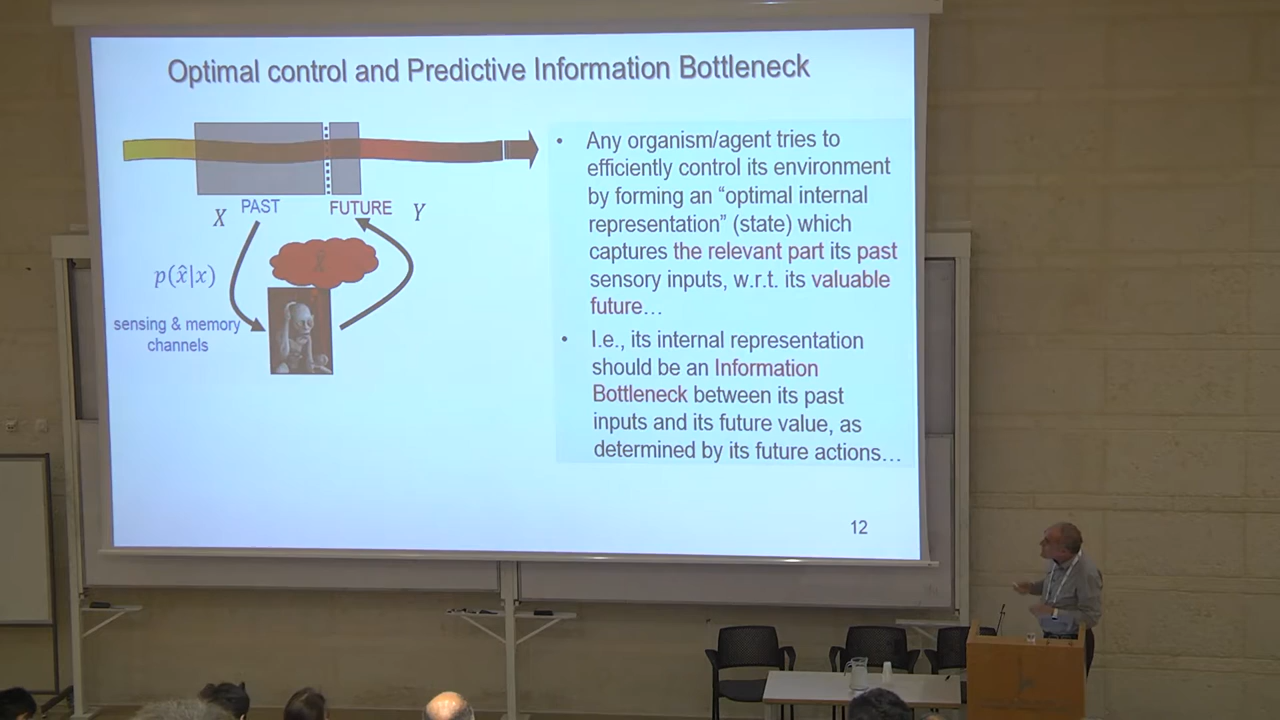 Optimal control and Predictive Information Bottleneck
X PAST FUTURE Y
p(x̂|x)
sensing & memory
channels
• Any organism/agent tries to
efficiently control its environment
by forming an “optimal internal
representation” (state) which
captures the relevant part its past
sensory inputs, w.r.t. its valuable
future…
• I.e., its internal representation
should be an Information
Bottleneck between its past
inputs and its future value, as
determined by its future actions…
12